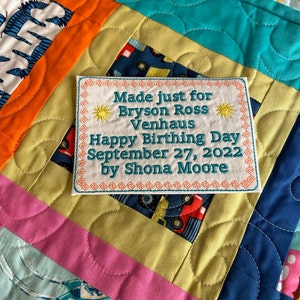 Made just for
Bryson Ross
Venhaus
Happy Birthing Day
September 27, 2022
by Shona Moore